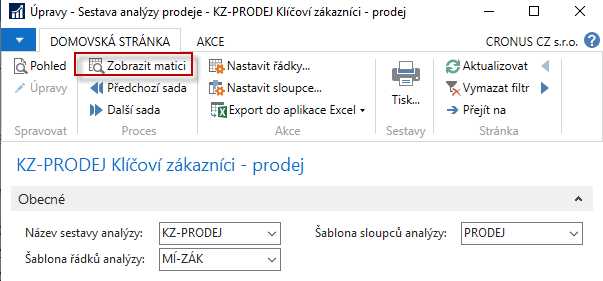 Úpravy - Sestava analýzy prodeje - KZ-PRODEJ Klíčoví zákazníci - prodej
DOMOVSKÁ STRÁNKA AKCE CRONUS CZ s.r.o.
Pohled Zobrazit matici Nastavit řádky... Tisk... Aktualizovat
Úpravy Předchozí sada Nastavit sloupce... Vymazat filtr
Další sada Export do aplikace Excel Přejít na
Spravovat Proces Akce Sestavy Stránka
KZ-PRODEJ Klíčoví zákazníci - prodej
Obecné
Název sestavy analýzy: KZ-PRODEJ Šablona sloupců analýzy: PRODEJ
Šablona řádků analýzy: MÍ-ZÁK